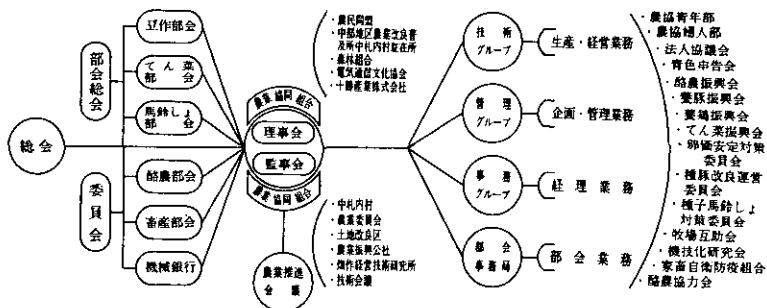 総会
部会総会
委員会
豆作部会
てん菜
部会
馬鈴しょ
部会
酪農部会
畜産部会
機械銀行
・農民同盟
・中部地区農業改良普
及所中札内村駐在所
・森林組合
・電気通信文化協会
・十勝産業株式会社
農業協同組合
理事会
監事会
農業協同組合
農業推進
会議
・中札内村
・農業委員会
・土地改良区
・農業振興公社
・畑作経営技術研究所
・技術会議
技術
グループ
生産・経営業務
管理
グループ
企画・管理業務
事務
グループ
経理業務
部会
事務局
部会業務
・農協青年部
・農協婦人部
・法人協議会
・青色申告会
・酪農振興会
・養豚振興会
・養鶏振興会
・てん菜振興会
・卵価安定対策
委員会
・種豚改良運営
委員会
・種子馬鈴しょ
対策委員会
・牧場互助会
・機技化研究会
・家畜自衛防疫組合
・酪農協力会